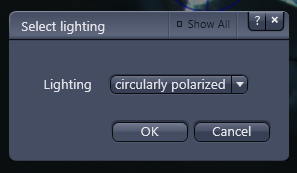 Select lighting
Show All
? ×
Lighting
circularly polarized
OK
Cancel